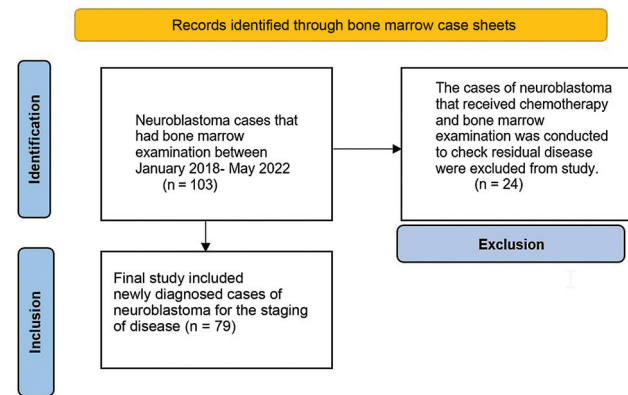 Records identified through bone marrow case sheets
Identification
Neuroblastoma cases that
had bone marrow
examination between
January 2018- May 2022
(n = 103)
The cases of neuroblastoma
that received chemotherapy
and bone marrow
examination was conducted
to check residual disease
were excluded from study.
(n = 24)
Exclusion
Inclusion
Final study included
newly diagnosed cases of
neuroblastoma for the staging
of disease (n = 79)